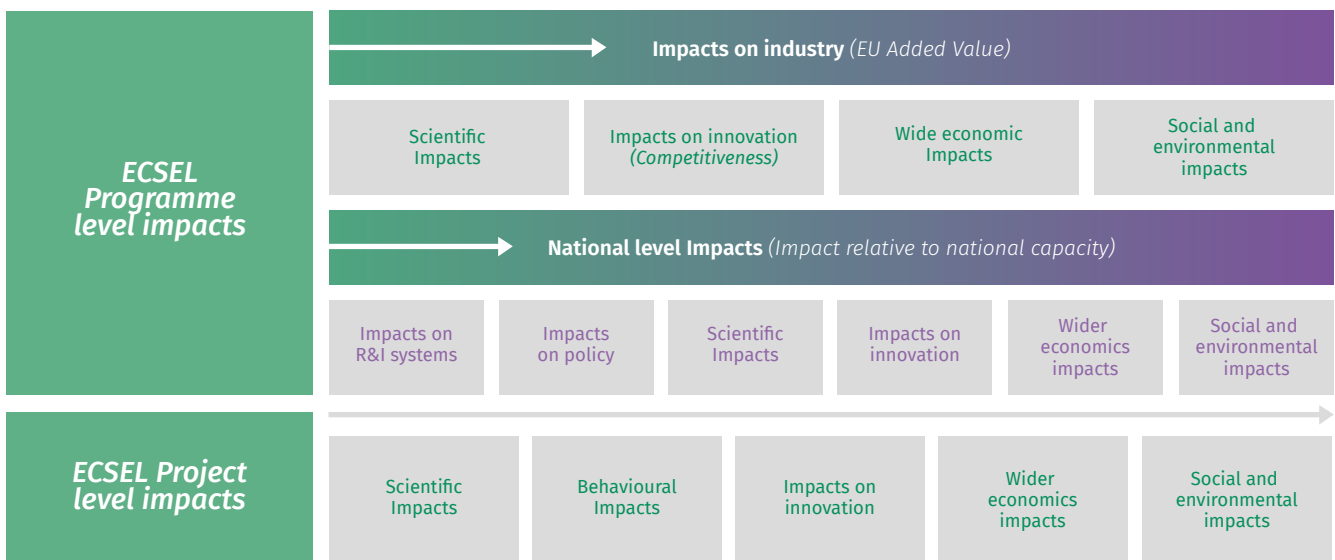 ECSEL
Programme
level impacts
Impacts on industry (EU Added Value)
Scientific
Impacts
Impacts on innovation
(Competitiveness)
Wide economic
Impacts
Social and
environmental
impacts
National level Impacts (Impact relative to national capacity)
Impacts on
R&I systems
Impacts
on policy
Scientific
Impacts
Impacts on
innovation
Wider
economics
impacts
Social and
environmental
impacts
ECSEL Project
level impacts
Scientific
Impacts
Behavioural
Impacts
Impacts on
innovation
Wider
economics
impacts
Social and
environmental
impacts